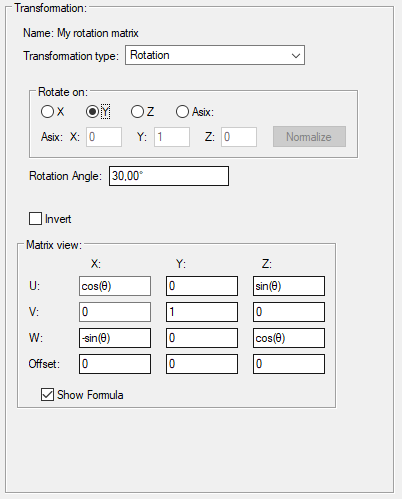 Transformation:
Name: My rotation matrix
Transformation type: Rotation
Rotate on:
X Y Z Asix:
Asix: X: 0 Y: 1 Z: 0 Normalize
Rotation Angle: 30,00°
Invert
Matrix view:
X: Y: Z:
U: cos(θ) 0 sin(θ)
V: 0 1 0
W: -sin(θ) 0 cos(θ)
Offset: 0 0 0
Show Formula